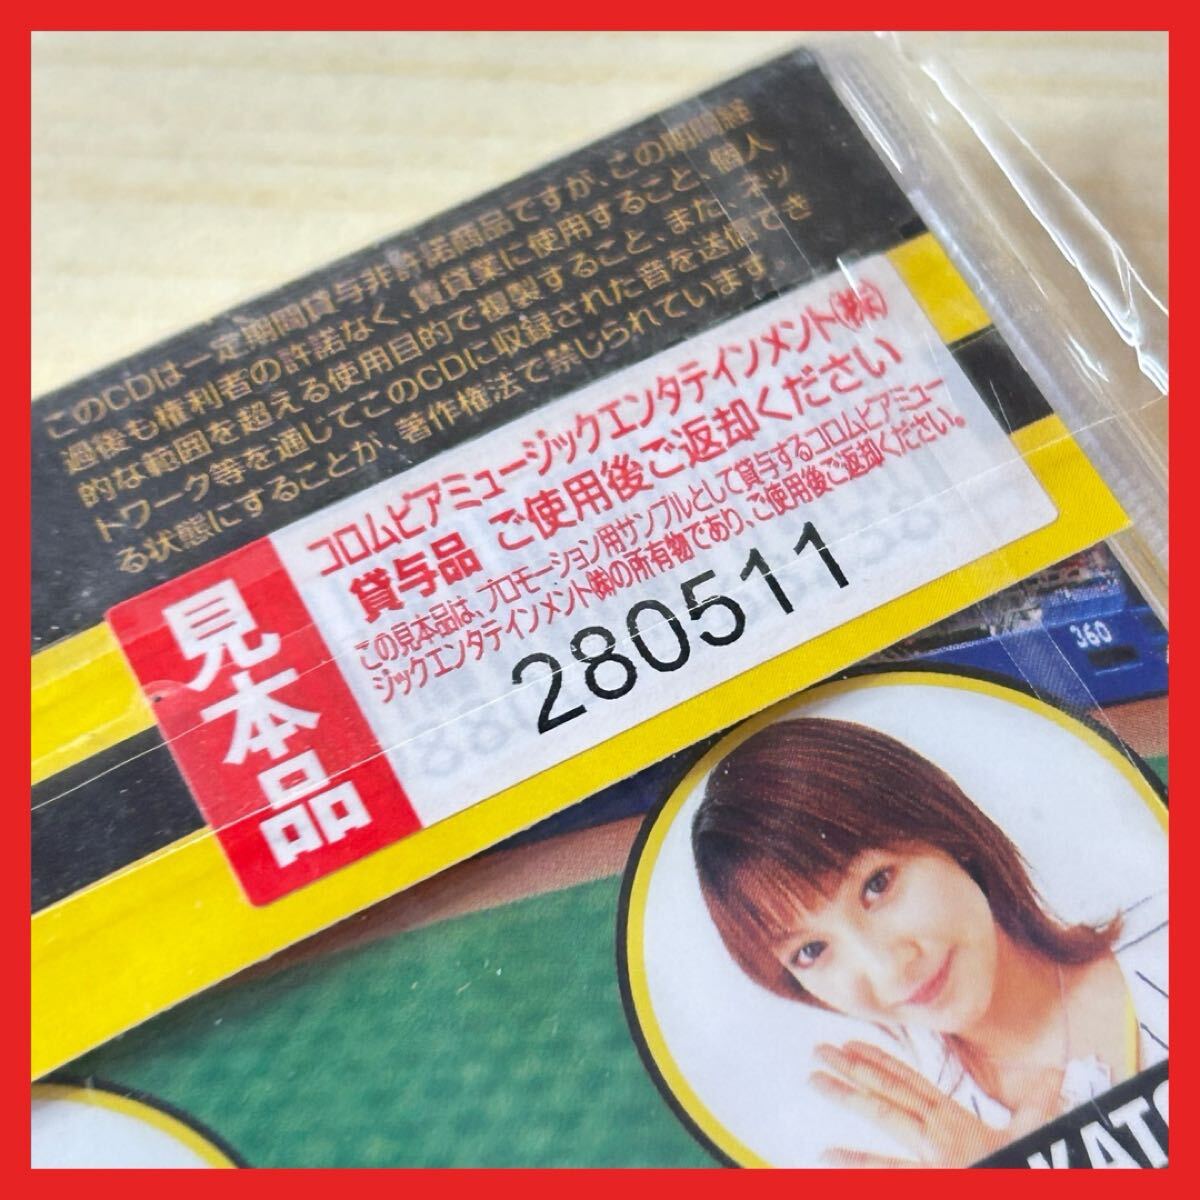 このCDは一定期間貸与非許諾商品ですが、この期間経
過後も権利者の許諾なく、賃貸業に使用すること、個人
的な範囲を超える使用目的で複製すること、また、ネッ
トワーク等を通じてこのCDに収録された音を送信でき
る状態にすることが、著作権法で禁じられています。
見本品
コロムビアミュージックエンタテインメント(株)
貸与品 ご使用後ご返却ください
この見本品は、プロモーション用サンプルとして貸与するコロムビアミュー
ジックエンタテインメント㈱の所有物であり、ご使用後ご返却ください。
280511
360
KATO